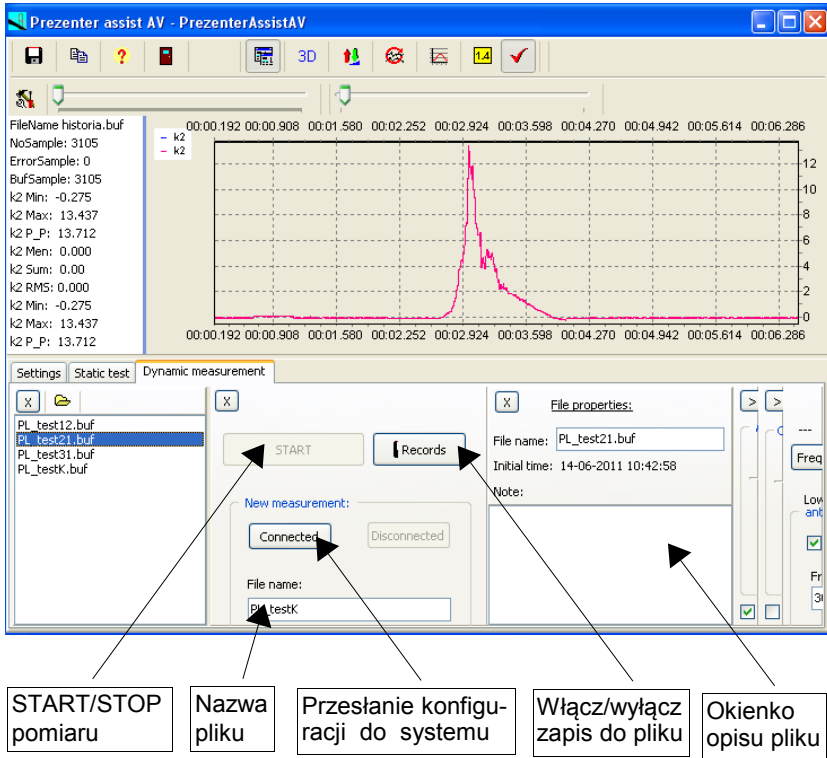 Prezenter assist AV - PrezenterAssistAV
3D
1.4
FileName historia.buf
NoSample: 3105
ErrorSample: 0
BufSample: 3105
k2 Min: -0.275
k2 Max: 13.437
k2 P_P: 13.712
k2 Men: 0.000
k2 Sum: 0.00
k2 RMS: 0.000
k2 Min: -0.275
k2 Max: 13.437
k2 P_P: 13.712
k2
k2
00:00.192 00:00.908 00:01.580 00:02.252 00:02.924 00:03.598 00:04.270 00:04.942 00:05.614 00:06.286
12
10
8
6
4
2
0
00:00.192 00:00.908 00:01.580 00:02.252 00:02.924 00:03.598 00:04.270 00:04.942 00:05.614 00:06.286
Settings Static test Dynamic measurement
X
PL_test12.buf
PL_test21.buf
PL_test31.buf
PL_testK.buf
X
START
Records
New measurement:
Connected
Disconnected
File name:
PL_testK
X
File properties:
File name: PL_test21.buf
Initial time: 14-06-2011 10:42:58
Note:
> >
---
Freq
Low
ant
Fr
START/STOP
pomiaru
Nazwa
pliku
Przesłanie konfigu-
racji do systemu
Włącz/wyłącz
zapis do pliku
Okienko
opisu pliku